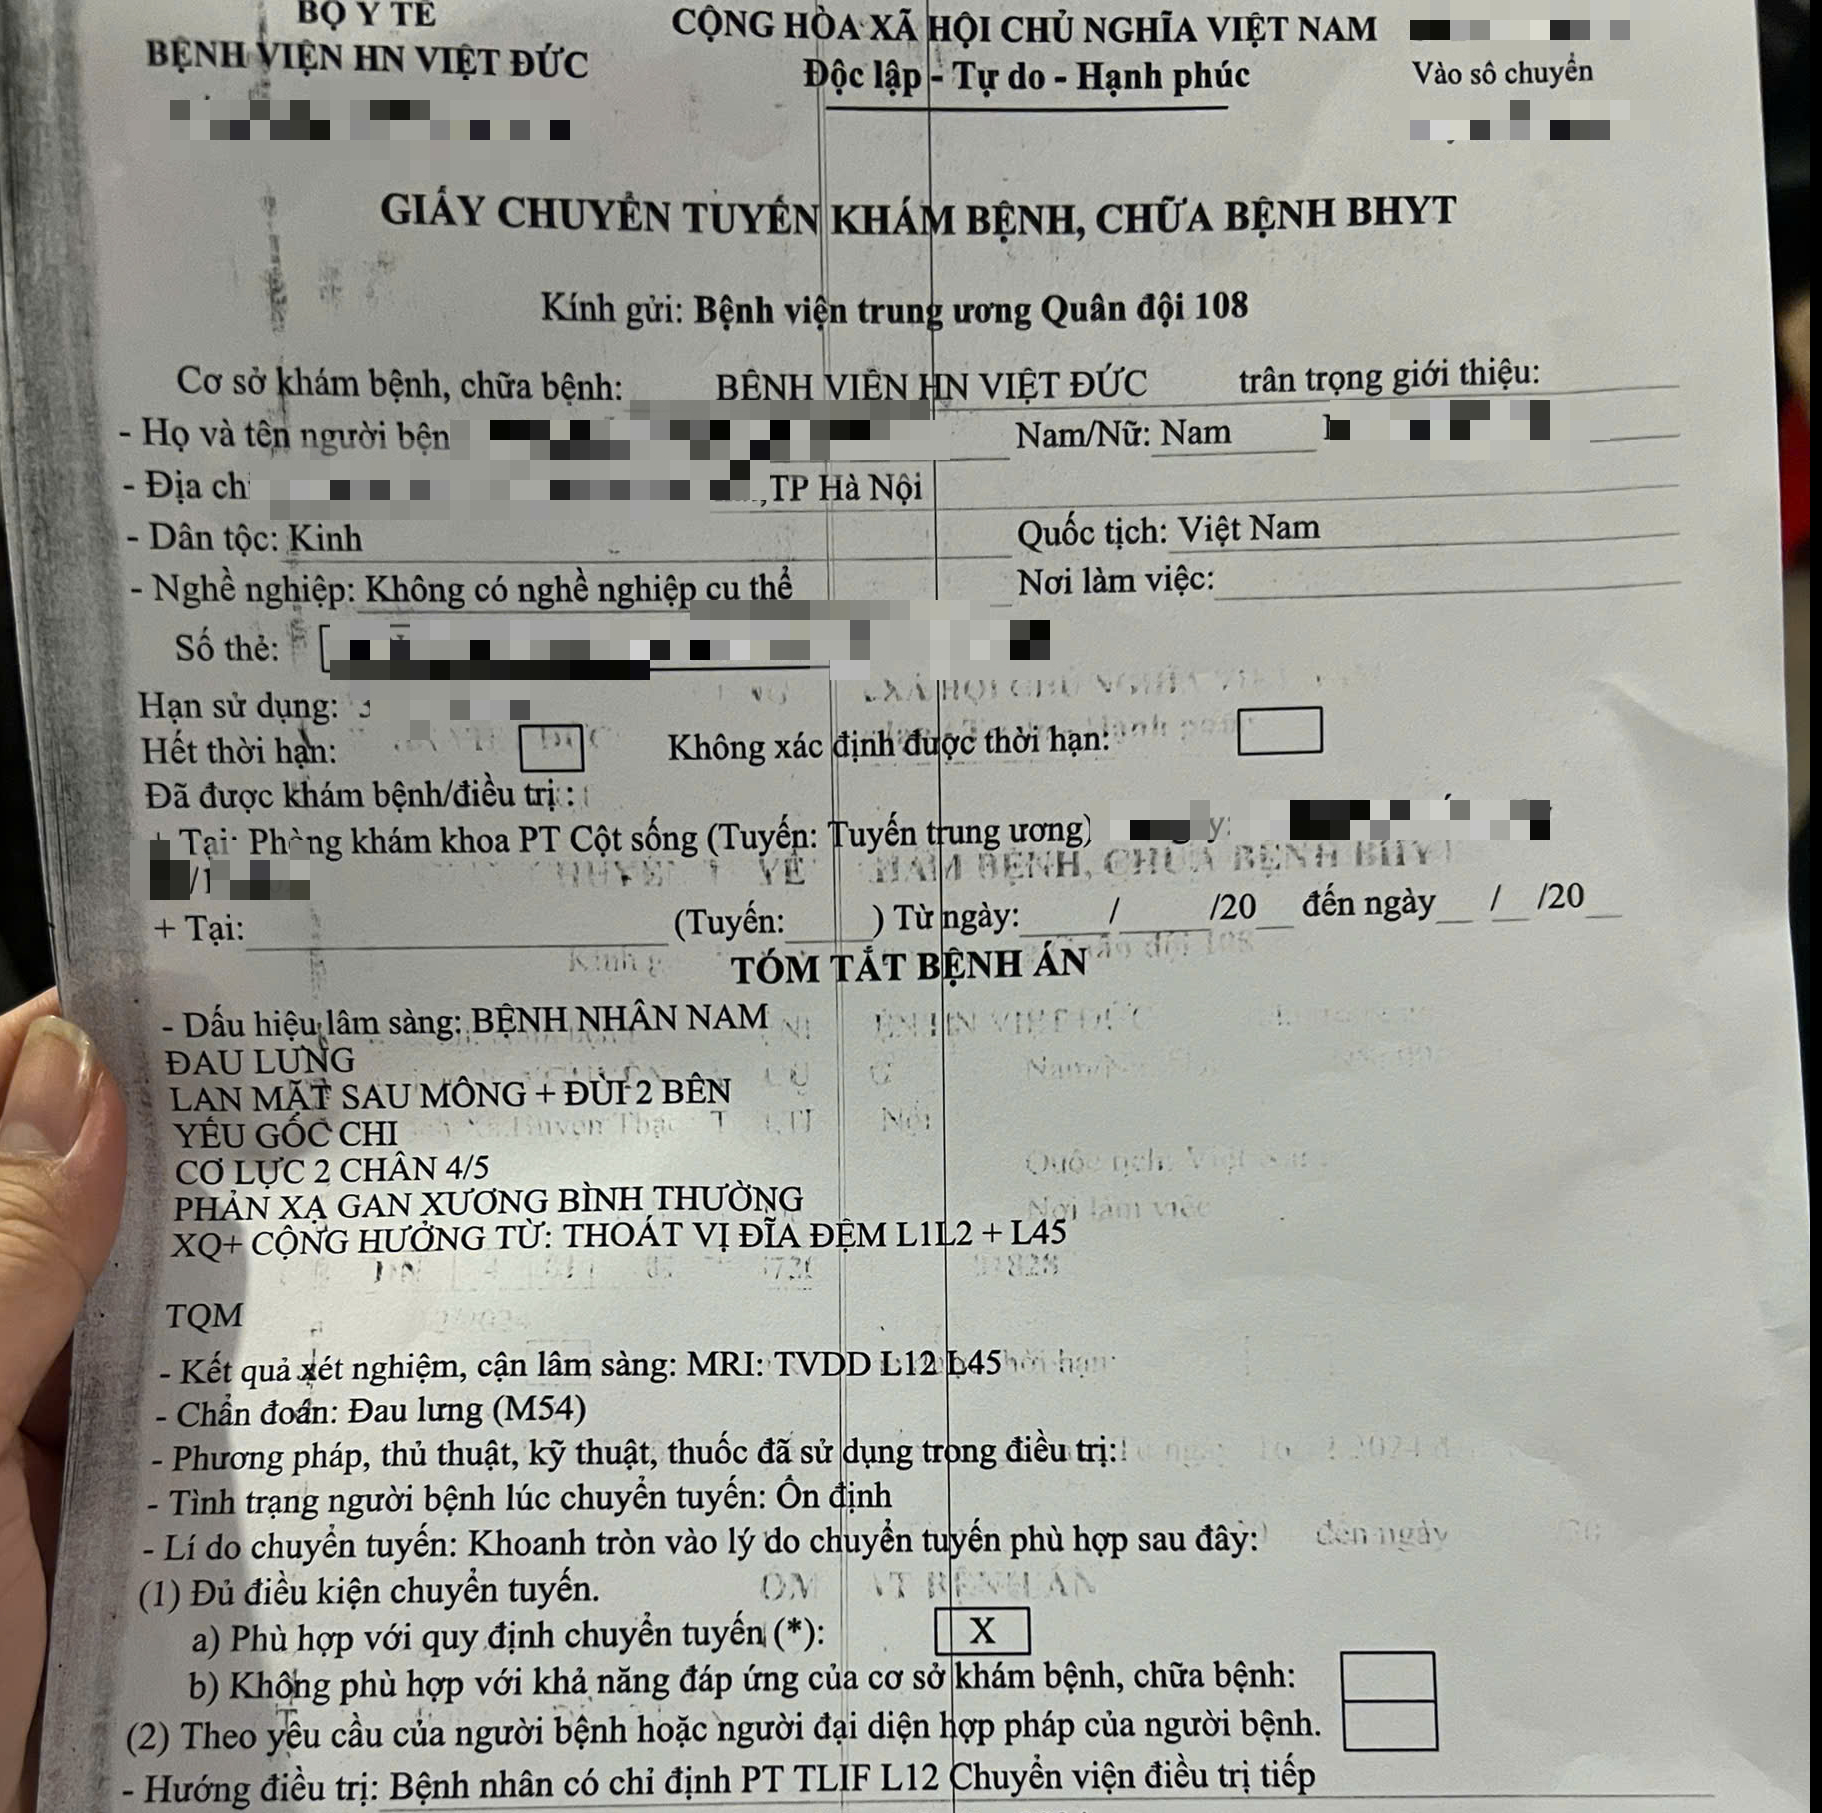 BỘ Y TẾ
BỆNH VIỆN HN VIỆT ĐỨC
CỘNG HÒA XÃ HỘI CHỦ NGHĨA VIỆT NAM
Độc lập - Tự do - Hạnh phúc
Vào sô chuyển
GIẤY CHUYỂN TUYẾN KHÁM BỆNH, CHỮA BỆNH BHYT
Kính gửi: Bệnh viện trung ương Quân đội 108
Cơ sở khám bệnh, chữa bệnh: BỆNH VIỆN HN VIỆT ĐỨC trân trọng giới thiệu:
- Họ và tên người bện Nam/Nữ: Nam
- Địa ch ,TP Hà Nội
- Dân tộc: Kinh Quốc tịch: Việt Nam
- Nghề nghiệp: Không có nghề nghiệp cụ thể Nơi làm việc:
Số thẻ:
Hạn sử dụng:
Hết thời hạn: Không xác định được thời hạn:
Đã được khám bệnh/điều trị :
+ Tại: Phòng khám khoa PT Cột sống (Tuyến: Tuyến trung ương)
+ Tại: (Tuyến: ) Từ ngày: / /20 đến ngày / /20
TÓM TẮT BỆNH ÁN
- Dấu hiệu lâm sàng: BỆNH NHÂN NAM
ĐAU LƯNG
LAN MẶT SAU MÔNG + ĐÙI 2 BÊN
YẾU GỐC CHI
CƠ LỰC 2 CHÂN 4/5
PHẢN XẠ GAN XƯƠNG BÌNH THƯỜNG
XQ+ CỘNG HƯỞNG TỪ: THOÁT VỊ ĐĨA ĐỆM L1L2 + L45
TQM
- Kết quả xét nghiệm, cận lâm sàng: MRI: TVDD L12 L45
- Chẩn đoán: Đau lưng (M54)
- Phương pháp, thủ thuật, kỹ thuật, thuốc đã sử dụng trong điều trị:
- Tình trạng người bệnh lúc chuyển tuyến: Ổn định
- Lí do chuyển tuyến: Khoanh tròn vào lý do chuyển tuyến phù hợp sau đây:
(1) Đủ điều kiện chuyển tuyến.
a) Phù hợp với quy định chuyển tuyến (*): X
b) Không phù hợp với khả năng đáp ứng của cơ sở khám bệnh, chữa bệnh:
(2) Theo yêu cầu của người bệnh hoặc người đại diện hợp pháp của người bệnh.
- Hướng điều trị: Bệnh nhân có chỉ định PT TLIF L12 Chuyển viện điều trị tiếp